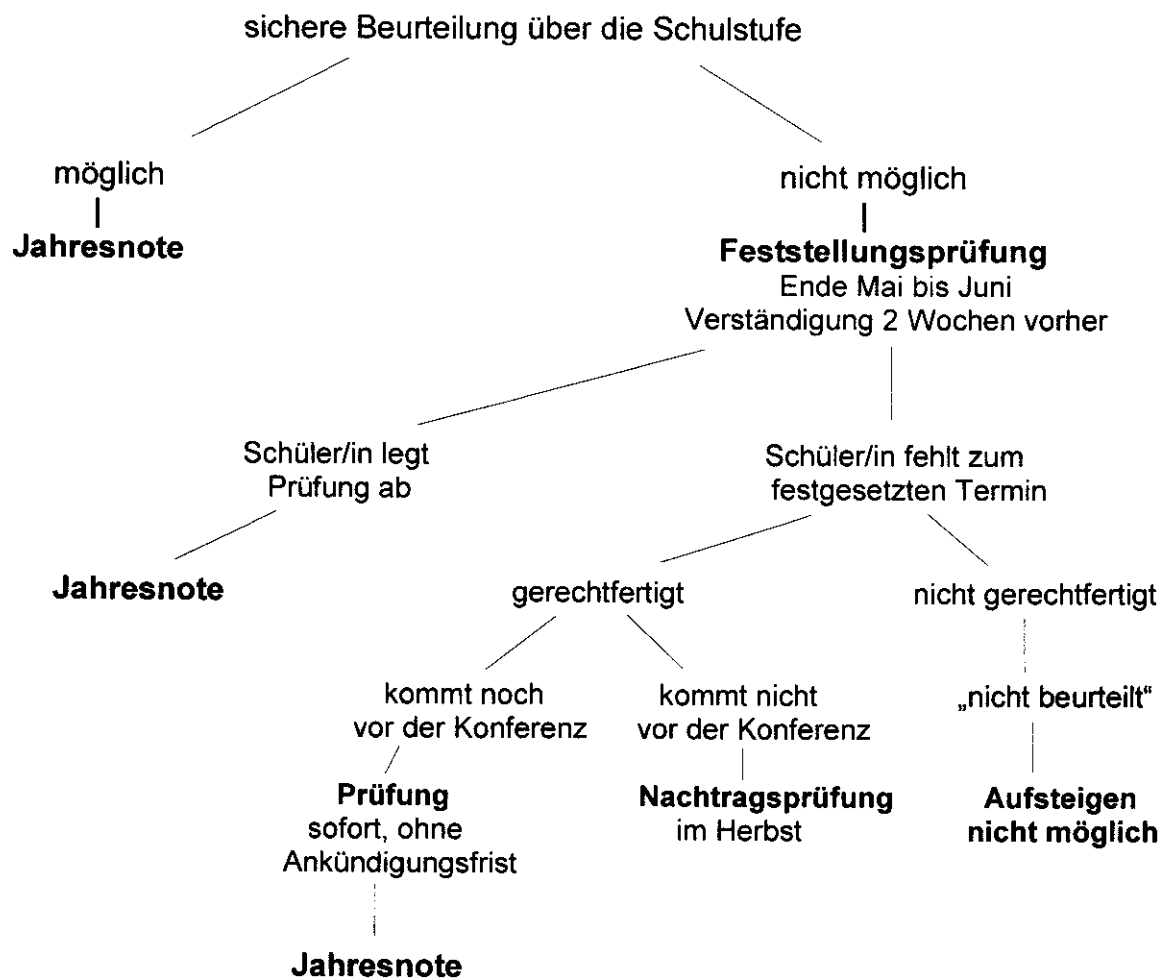 sichere Beurteilung über die Schulstufe
möglich
Jahresnote
nicht möglich
Feststellungsprüfung
Ende Mai bis Juni
Verständigung 2 Wochen vorher
Schüler/in legt
Prüfung ab
Jahresnote
Schüler/in fehlt zum
festgesetzten Termin
gerechtfertigt
nicht gerechtfertigt
kommt noch
vor der Konferenz
Prüfung
sofort, ohne
Ankündigungsfrist
Jahresnote
kommt nicht
vor der Konferenz
Nachtragsprüfung
im Herbst
„nicht beurteilt“
Aufsteigen
nicht möglich